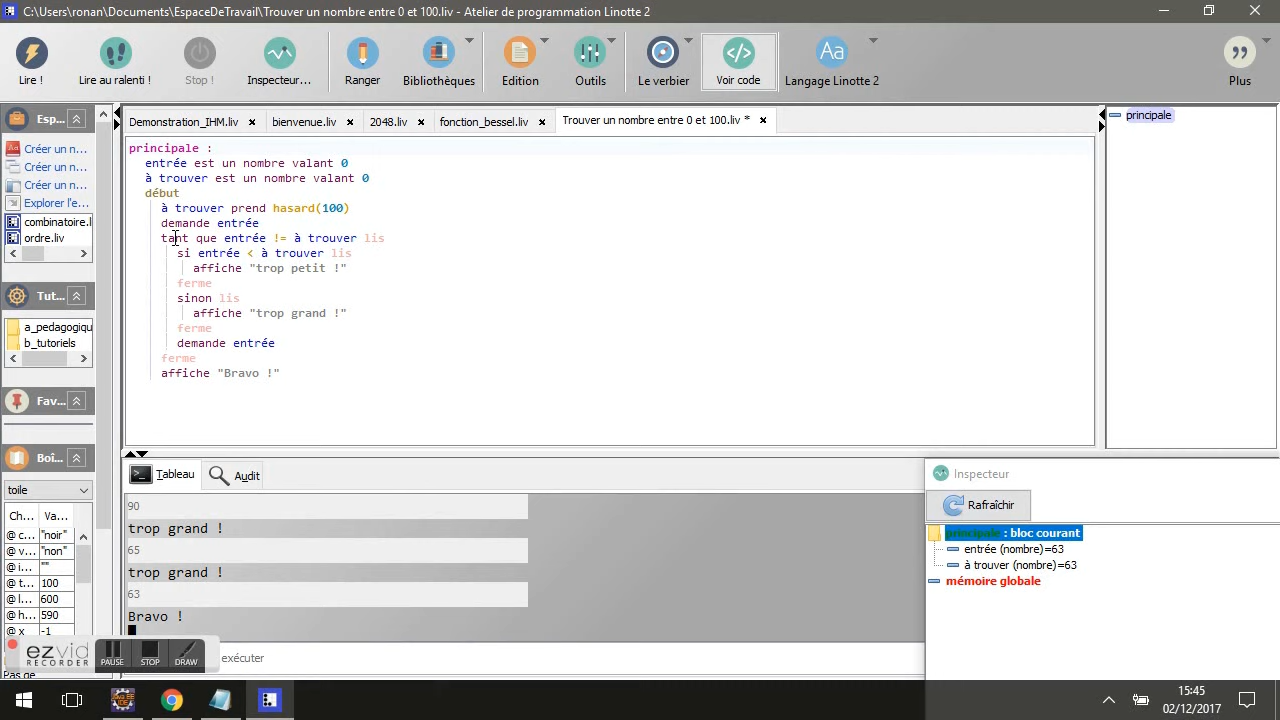 C:\Users\ronan\Documents\EspaceDeTravail\Trouver un nombre entre 0 et 100.liv - Atelier de programmation Linotte 2
Lire !
Lire au ralenti !
Stop !
Inspecteur...
Ranger
Bibliothèques
Edition
Outils
Le verbier
Voir code
Langage Linotte 2
Plus
Esp...
Créer un n...
Créer un n...
Créer un n...
Explorer l'e...
combinatoire.l
ordre.liv
Tut...
a_pedagogiqu
b_tutoriels
Fav...
Boî...
toile
Ch... Va...
@ c... "noir"
@ v... "non"
@ i... ""
@ t... 100
@ l... 600
@ h... 590
@ x -1
Pas de
Demonstration_IHM.liv
bienvenue.liv
2048.liv
fonction_bessel.liv
Trouver un nombre entre 0 et 100.liv *
principale :
entrée est un nombre valant 0
à trouver est un nombre valant 0
début
à trouver prend hasard(100)
demande entrée
tant que entrée != à trouver lis
si entrée < à trouver lis
affiche "trop petit !"
ferme
sinon lis
affiche "trop grand !"
ferme
demande entrée
ferme
affiche "Bravo !"
principale
Tableau
Audit
90
trop grand !
65
trop grand !
63
Bravo !
exécuter
Inspecteur
Rafraîchir
principale : bloc courant
entrée (nombre)=63
à trouver (nombre)=63
mémoire globale
ezvid
RECORDER
PAUSE
STOP
DRAW
15:45
02/12/2017